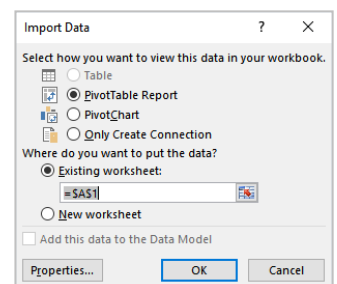 Import Data ? ×
Select how you want to view this data in your workbook.
Table
PivotTable Report
PivotChart
Only Create Connection
Where do you want to put the data?
Existing worksheet:
=$A$1
New worksheet
Add this data to the Data Model
Properties... OK Cancel